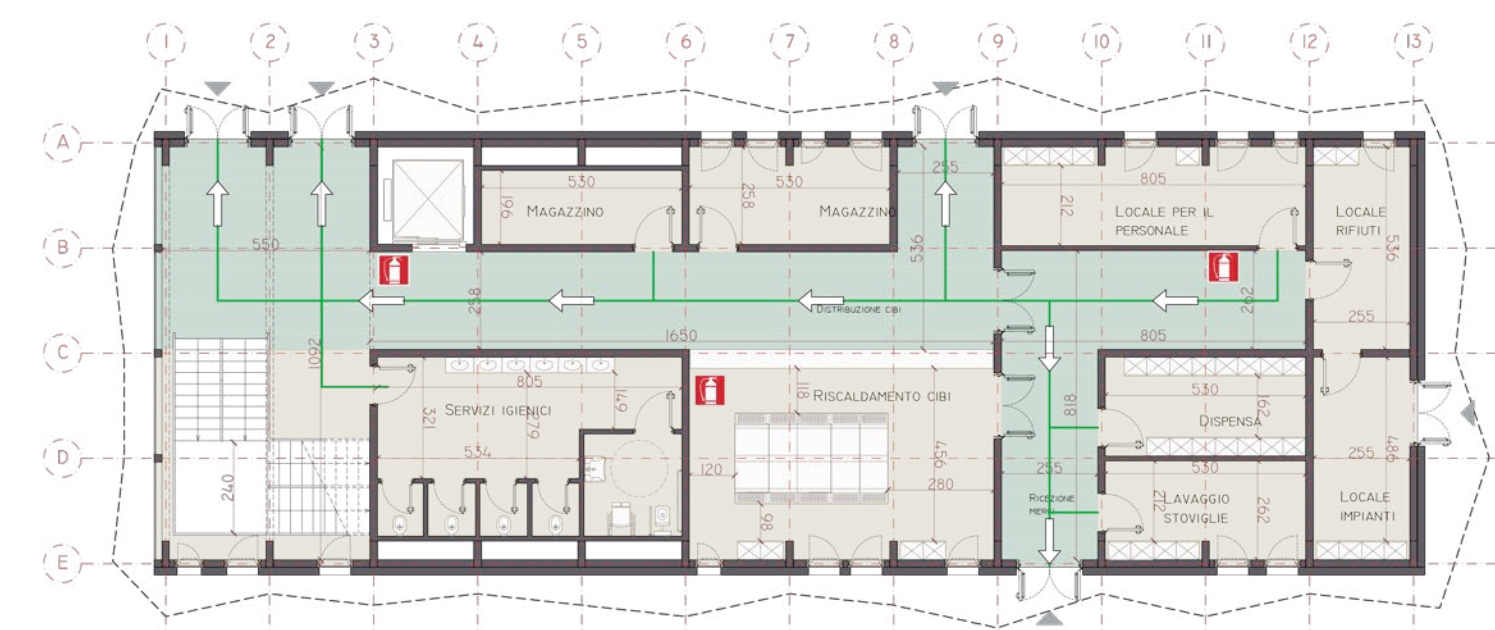 1 2 3 4 5 6 7 8 9 10 11 12 13
A
255
530
530
805
MAGAZZINO
196
258
MAGAZZINO
212
LOCALE PER IL
PERSONALE
LOCALE
RIFIUTI
B
550
536
536
258
DISTRIBUZIONE CIBI
262
255
1650
805
C
1092
805
118
RISCALDAMENTO CIBI
818
530
162
SERVIZI IGIENICI
149
321
279
DISPENSA
D
534
120
456
280
255
530
255
486
240
RICEZIONE
MERCI
98
212
LAVAGGIO
STOVIGLIE
262
LOCALE
IMPIANTI
E